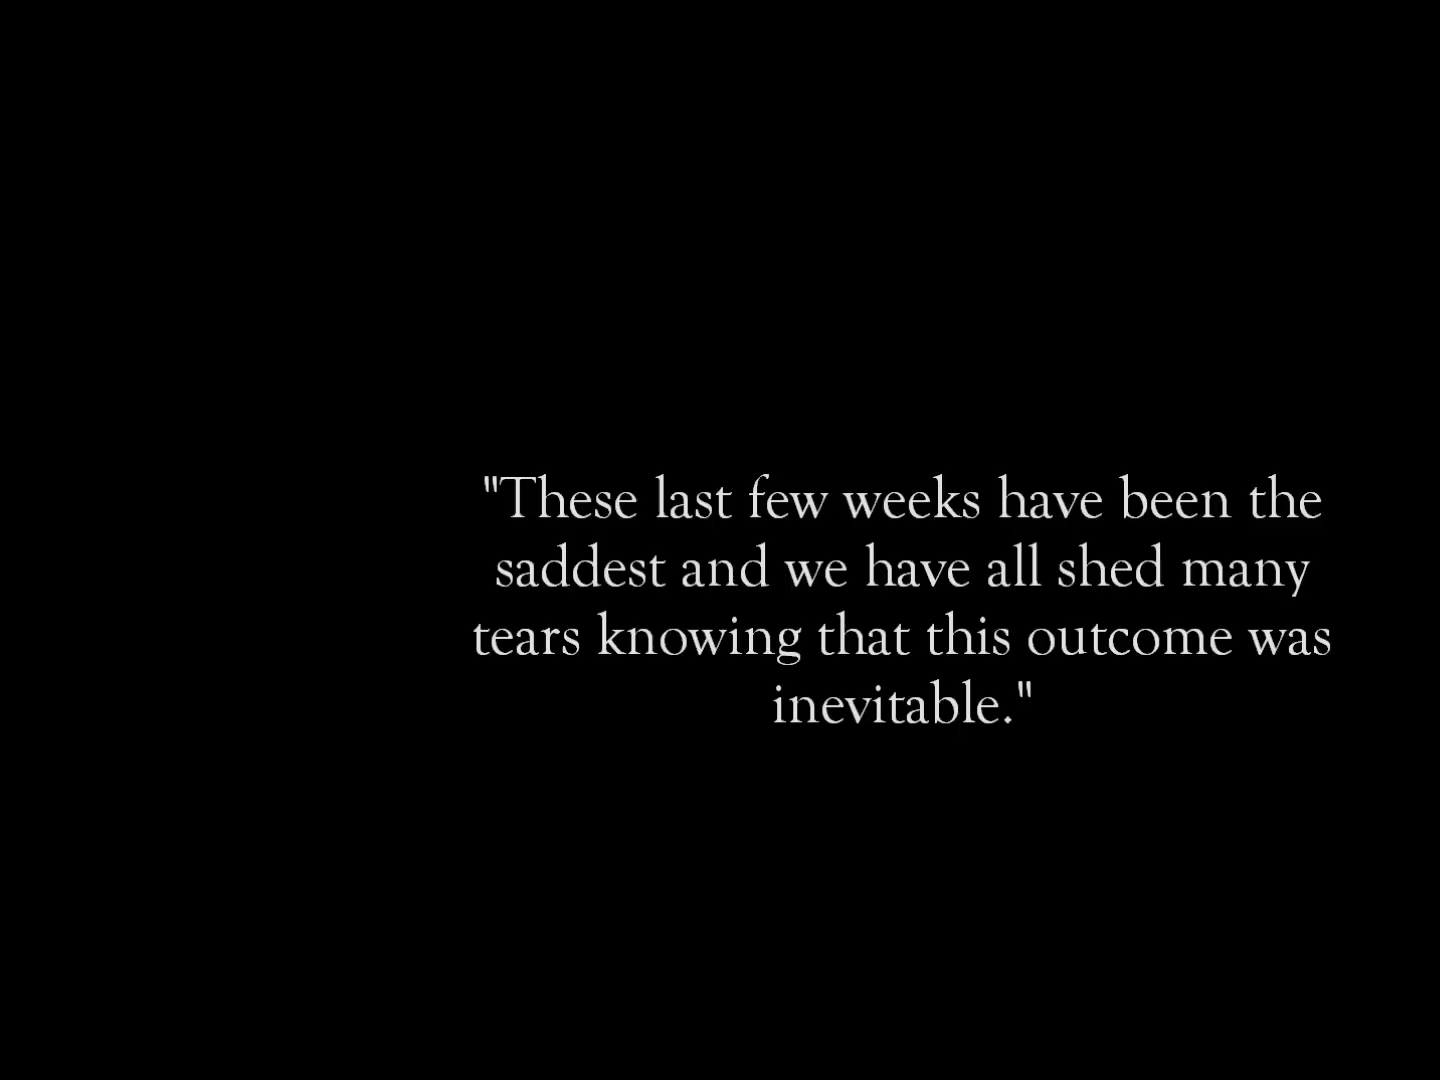 "These last few weeks have been the
saddest and we have all shed many
tears knowing that this outcome was
inevitable."